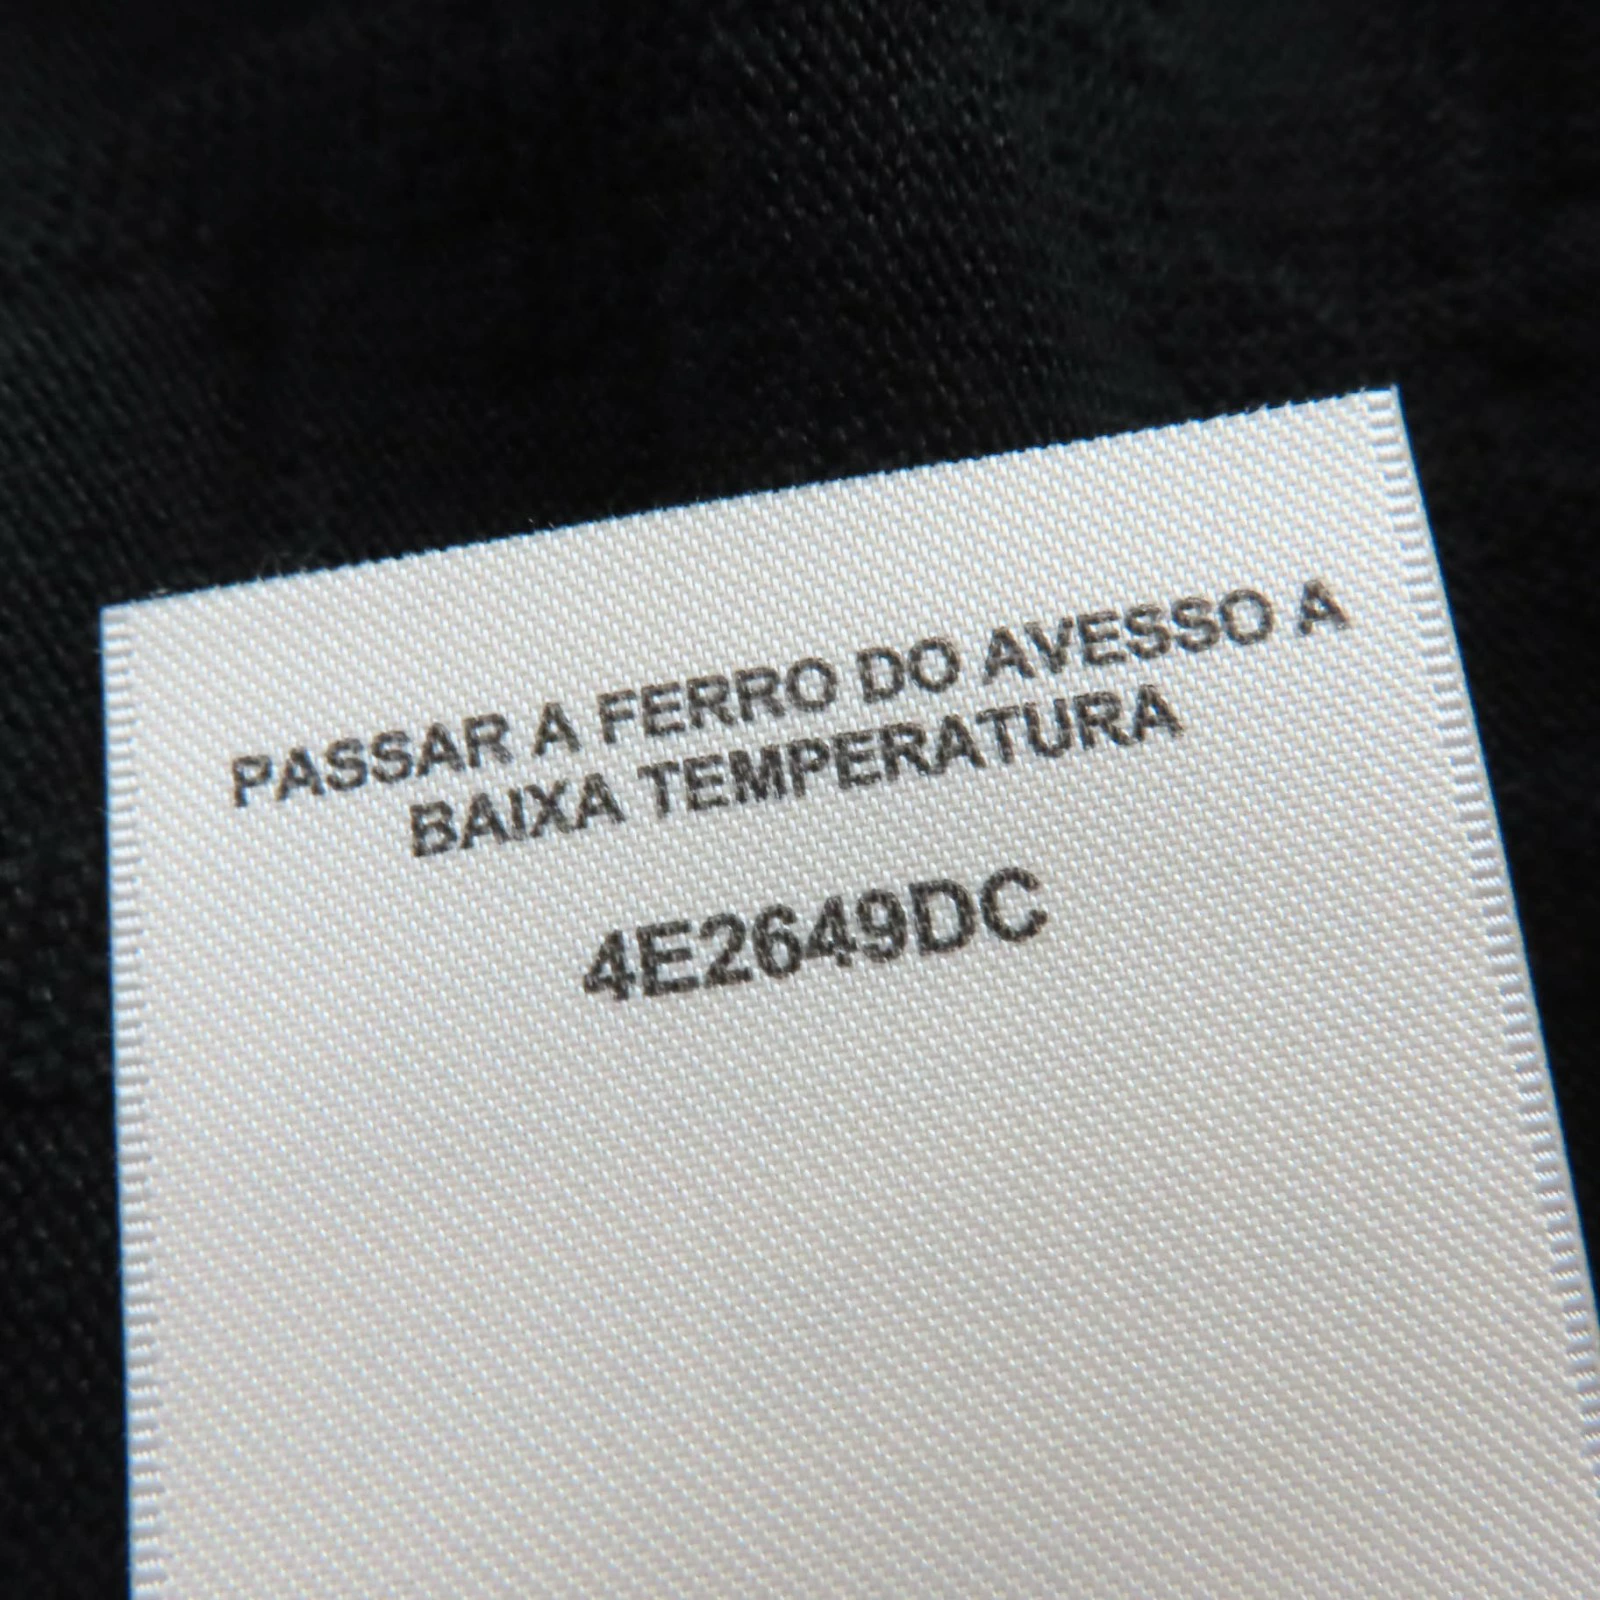 PASSAR A FERRO DO AVESSO A
BAIXA TEMPERATURA
4E2649DC